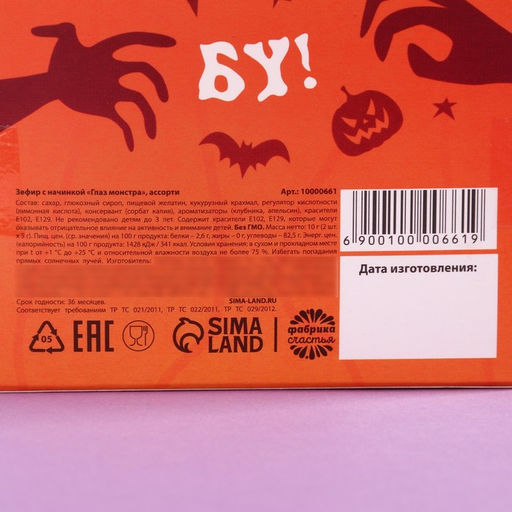 БУ!
Зефир с начинкой «Глаз монстра», ассорти Арт.: 10000661
Состав: сахар, глюкозный сироп, пищевой желатин, кукурузный крахмал, регулятор кислотности
(лимонная кислота), консервант (сорбат калия), ароматизаторы (клубника, апельсин), красители
Е102, Е129. Не рекомендовано детям до 3 лет. Содержит красители Е102, Е129, которые могут
оказывать отрицательное влияние на активность и внимание детей. Без ГМО. Масса нетто: 10 г (2 шт.
х 5 г). Пищ. цен. (ср. значения) на 100 г продукта: белки – 2,6 г, жиры – 0 г, углеводы – 82,5 г. Энерг. цен.
(калорийность) на 100 г продукта: 1428 кДж / 341 ккал. Условия хранения: в сухом и прохладном месте
при t от +1 °С до +25 °С и относительной влажности воздуха не более 75 %. Избегать попадания
прямых солнечных лучей. Изготовитель:
Срок годности: 36 месяцев. SIMA-LAND.RU
Соответствует требованиям ТР ТС 021/2011, ТР ТС 022/2011, ТР ТС 029/2012.
6 900100 006619
Дата изготовления:
05
EAC
SIMA
LAND
фабрика
счастья